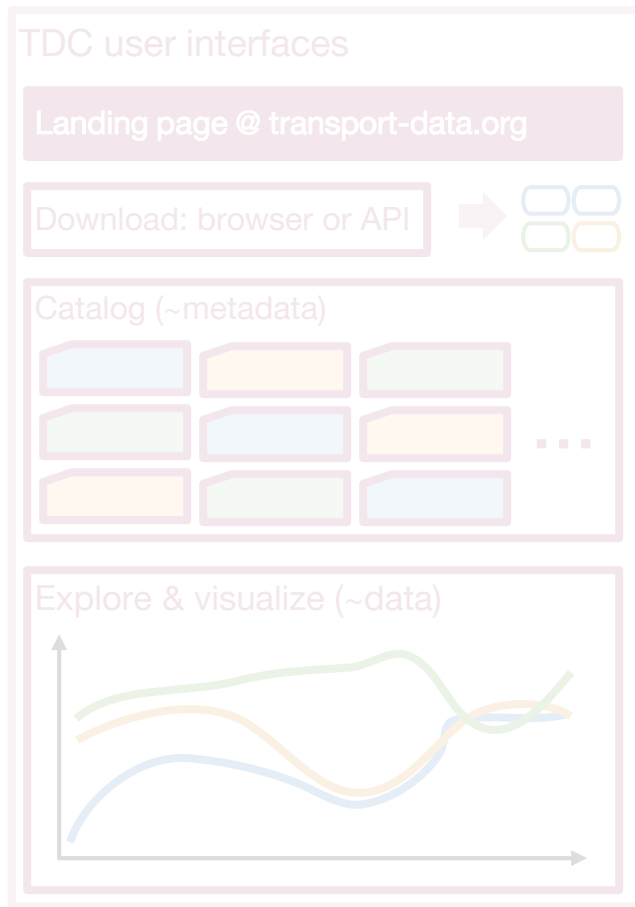 TDC user interfaces
Landing page @ transport-data.org
Download: browser or API
Catalog (~metadata)
...
Explore & visualize (~data)